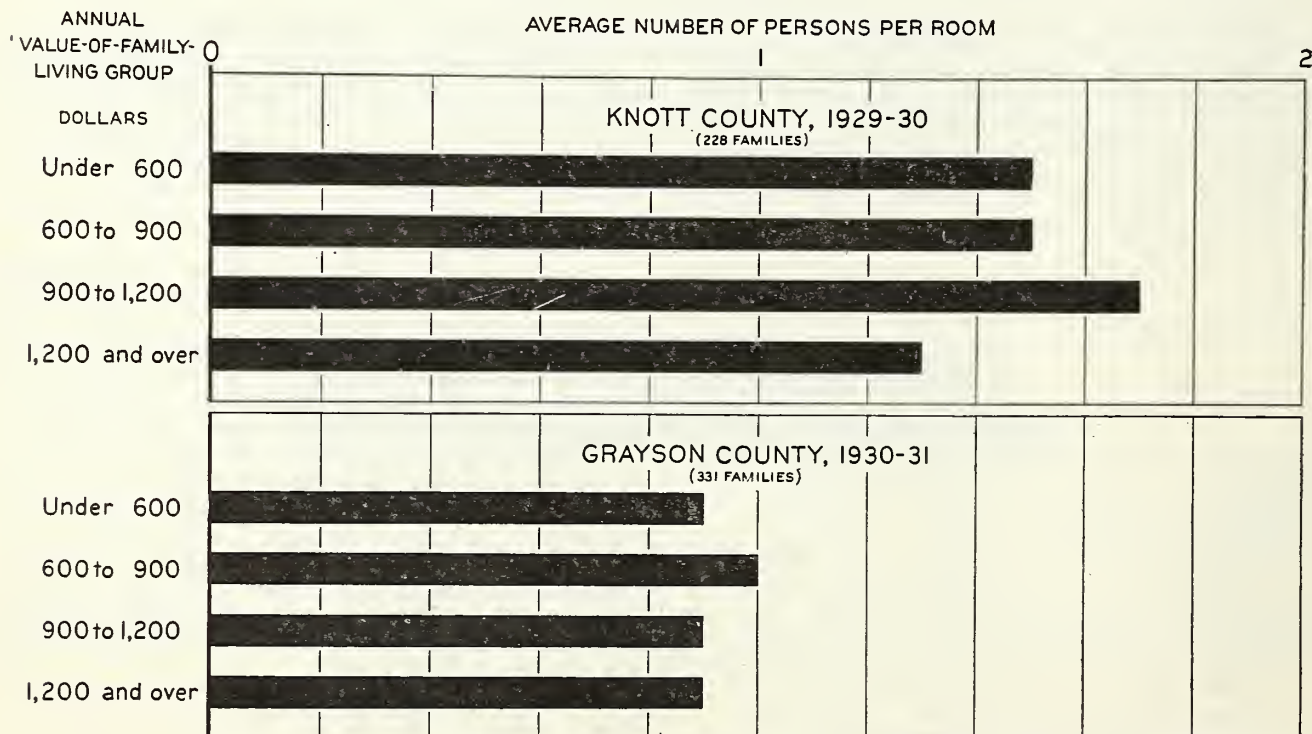 ANNUAL
VALUE-OF-FAMILY-
LIVING GROUP
DOLLARS
AVERAGE NUMBER OF PERSONS PER ROOM
0 1 2
KNOTT COUNTY, 1929-30
(228 FAMILIES)
Under 600
600 to 900
900 to 1,200
1,200 and over
GRAYSON COUNTY, 1930-31
(331 FAMILIES)
Under 600
600 to 900
900 to 1,200
1,200 and over